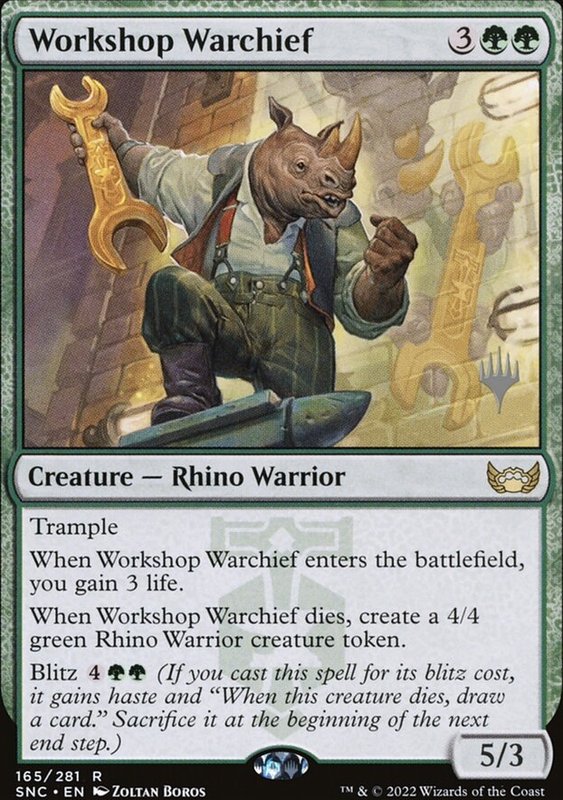 Workshop Warchief 3
Creature — Rhino Warrior
Trample
When Workshop Warchief enters the battlefield,
you gain 3 life.
When Workshop Warchief dies, create a 4/4
green Rhino Warrior creature token.
Blitz 4 (If you cast this spell for its blitz cost,
it gains haste and “When this creature dies, draw
a card.” Sacrifice it at the beginning of the next
end step.)
5/3
165/281 R
SNC • EN ZOLTAN BOROS ™ & © 2022 Wizards of the Coast